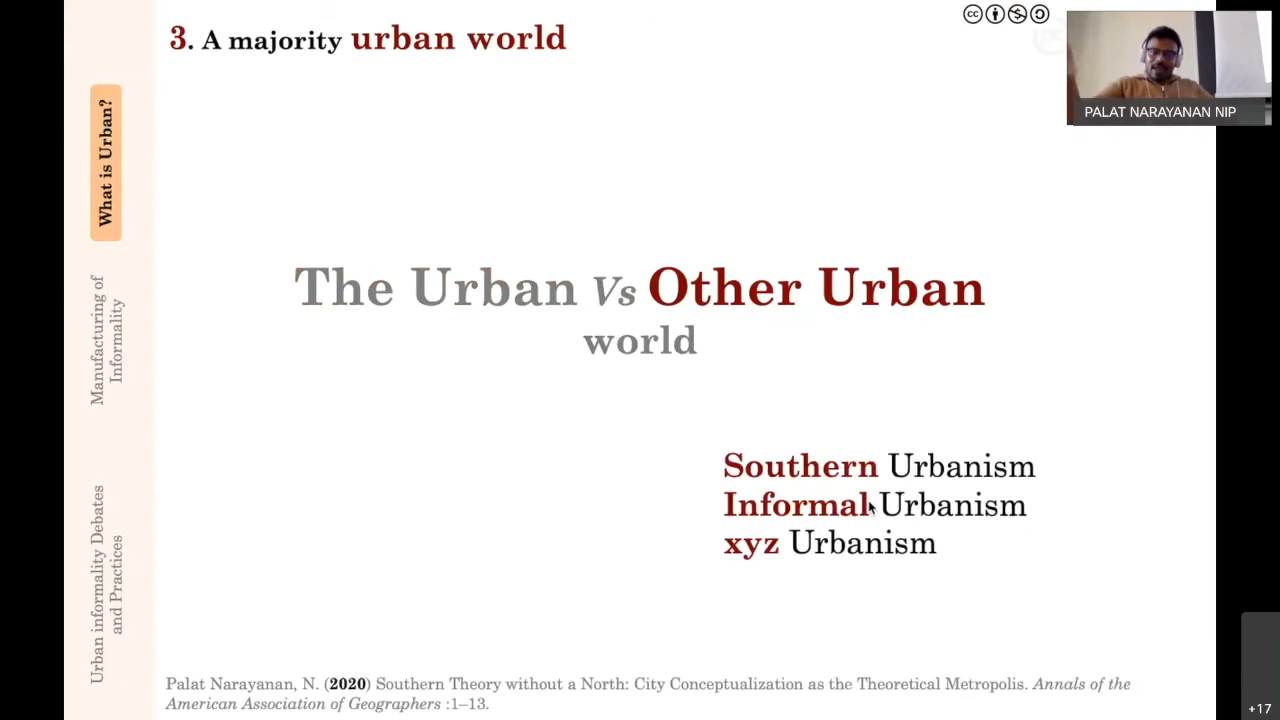 3. A majority urban world
PALAT NARAYANAN NIP
What is Urban?
Manufacturing of
Informality
Urban informality Debates
and Practices
The Urban Vs Other Urban
world
Southern Urbanism
Informal Urbanism
xyz Urbanism
Palat Narayanan, N. (2020) Southern Theory without a North: City Conceptualization as the Theoretical Metropolis. Annals of the
American Association of Geographers :1–13.
+17